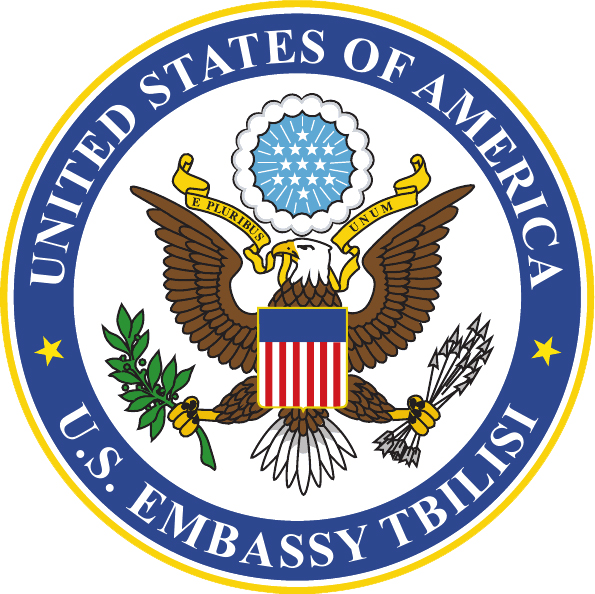 UNITED STATES OF AMERICA
E PLURIBUS UNUM
U.S. EMBASSY TBILISI